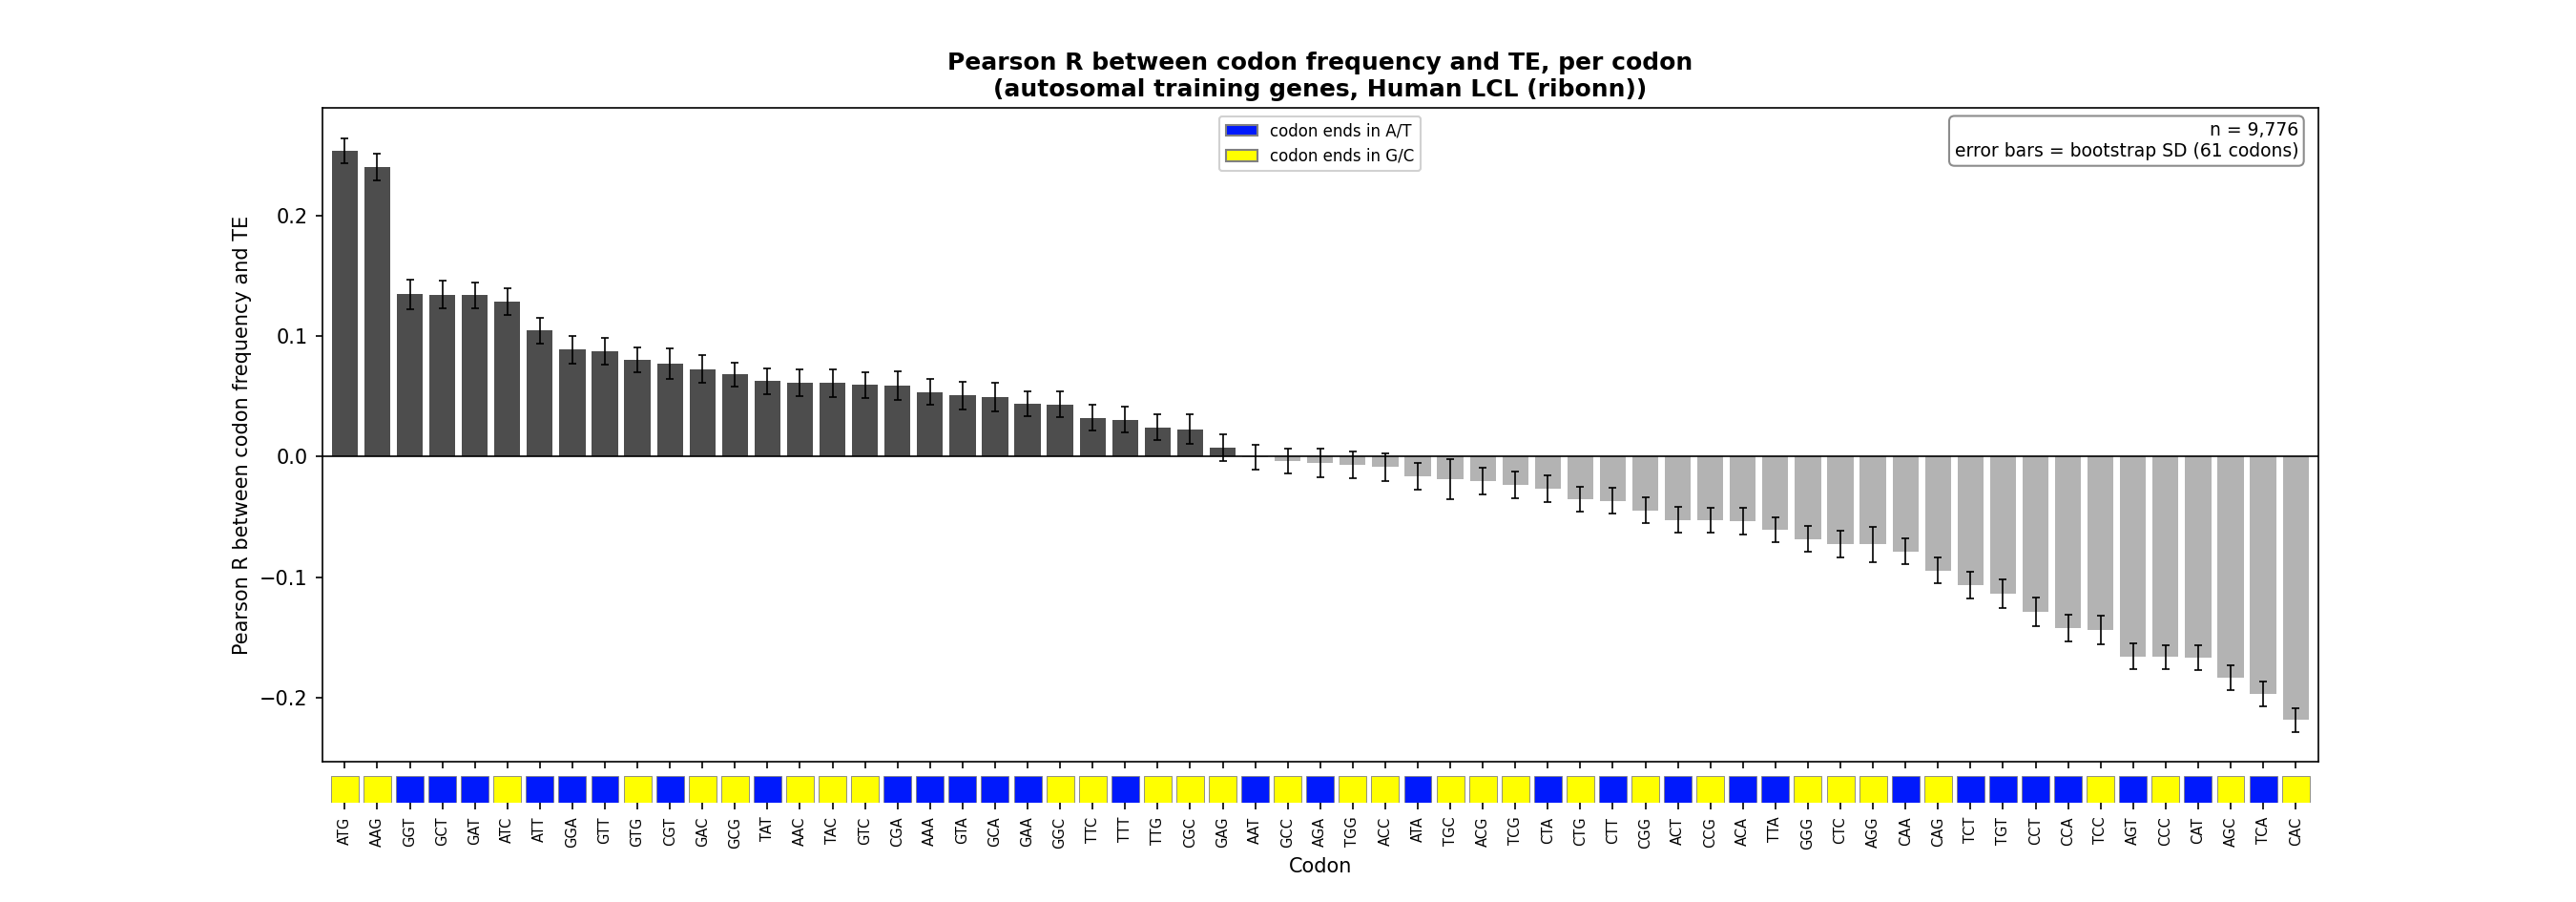 Pearson R between codon frequency and TE, per codon
(autosomal training genes, Human LCL (ribonn))
codon ends in A/T
codon ends in G/C
n = 9,776
error bars = bootstrap SD (61 codons)
Pearson R between codon frequency and TE
0.2
0.1
0.0
−0.1
−0.2
ATG AAG GGT GCT GAT ATC ATT GGA GTT GTG CGT GAC GCG TAT AAC TAC GTC CGA AAA GTA GCA GAA GGC TTC TTT TTG CGC GAG AAT GCC AGA TGG ACC ATA TGC ACG TCG CTA CTG CTT CGG ACT CCG ACA TTA GGG CTC AGG CAA CAG TCT TGT CCT CCA TCC AGT CCC CAT AGC TCA CAC
Codon